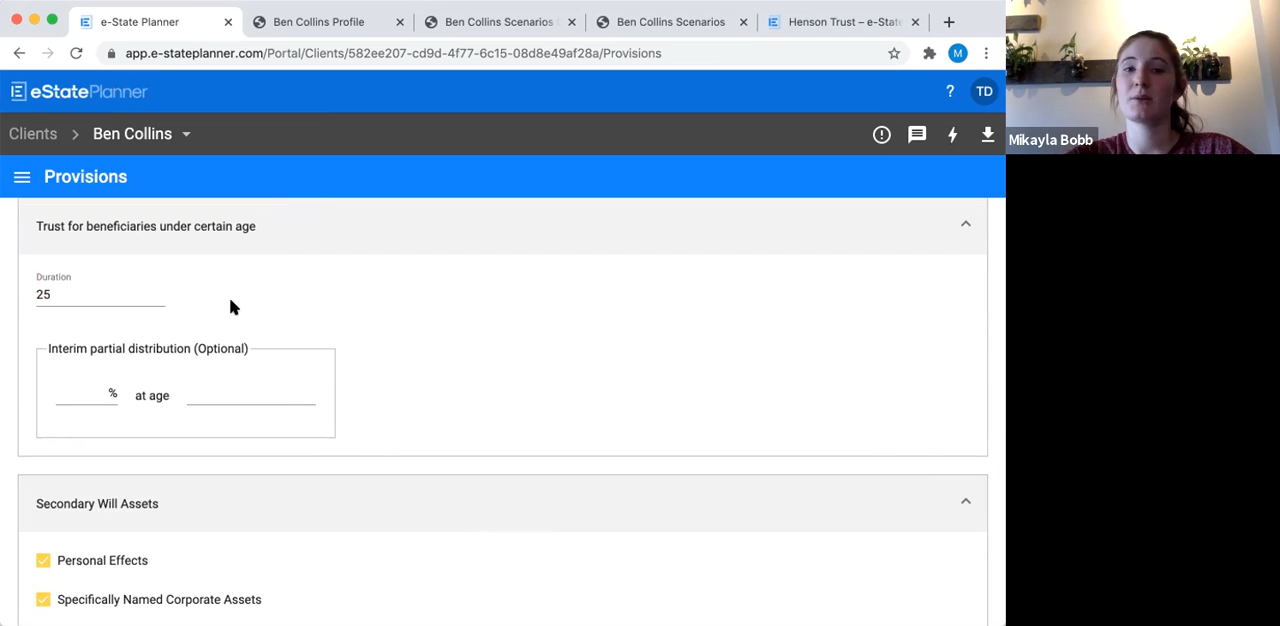 e-State Planner
Ben Collins Profile
Ben Collins Scenarios
Ben Collins Scenarios
Henson Trust – e-State
app.e-stateplanner.com/Portal/Clients/582ee207-cd9d-4f77-6c15-08d8e49af28a/Provisions
M
eStatePlanner
?
TD
Clients > Ben Collins
Mikayla Bobb
Provisions
Trust for beneficiaries under certain age
Duration
25
Interim partial distribution (Optional)
% at age
Secondary Will Assets
Personal Effects
Specifically Named Corporate Assets